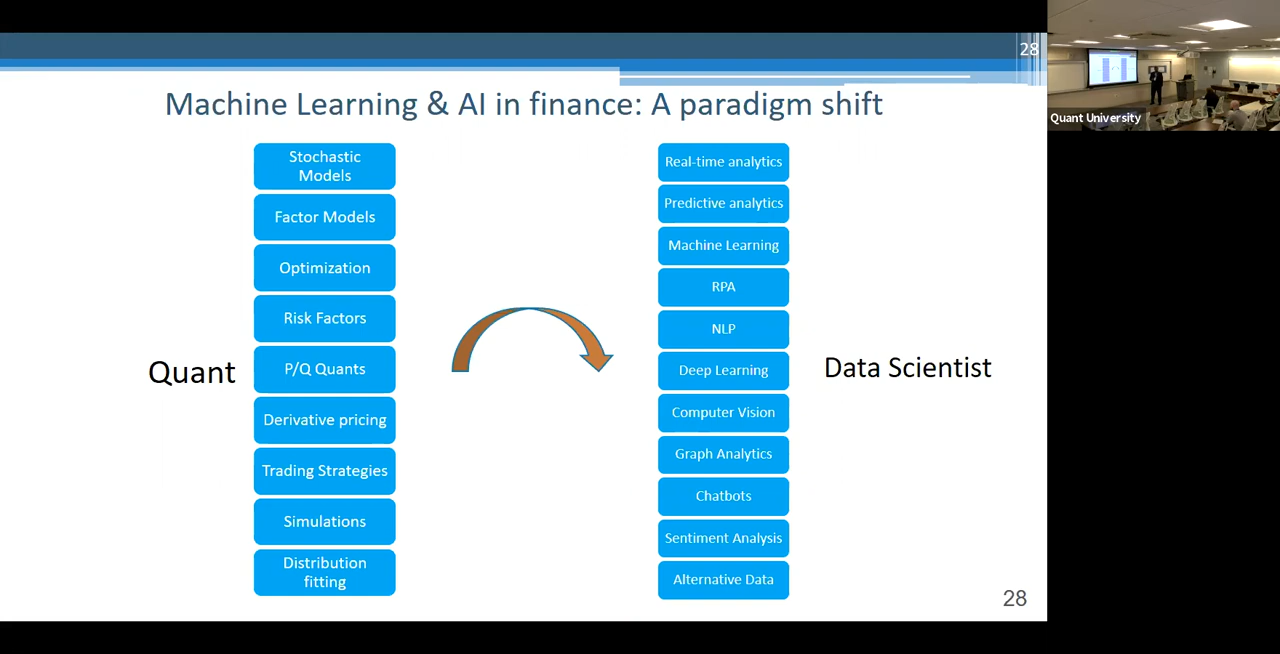 28
Machine Learning & AI in finance: A paradigm shift
Quant University
Quant
Stochastic
Models
Factor Models
Optimization
Risk Factors
P/Q Quants
Derivative pricing
Trading Strategies
Simulations
Distribution
fitting
Real-time analytics
Predictive analytics
Machine Learning
RPA
NLP
Deep Learning
Computer Vision
Graph Analytics
Chatbots
Sentiment Analysis
Alternative Data
Data Scientist
28